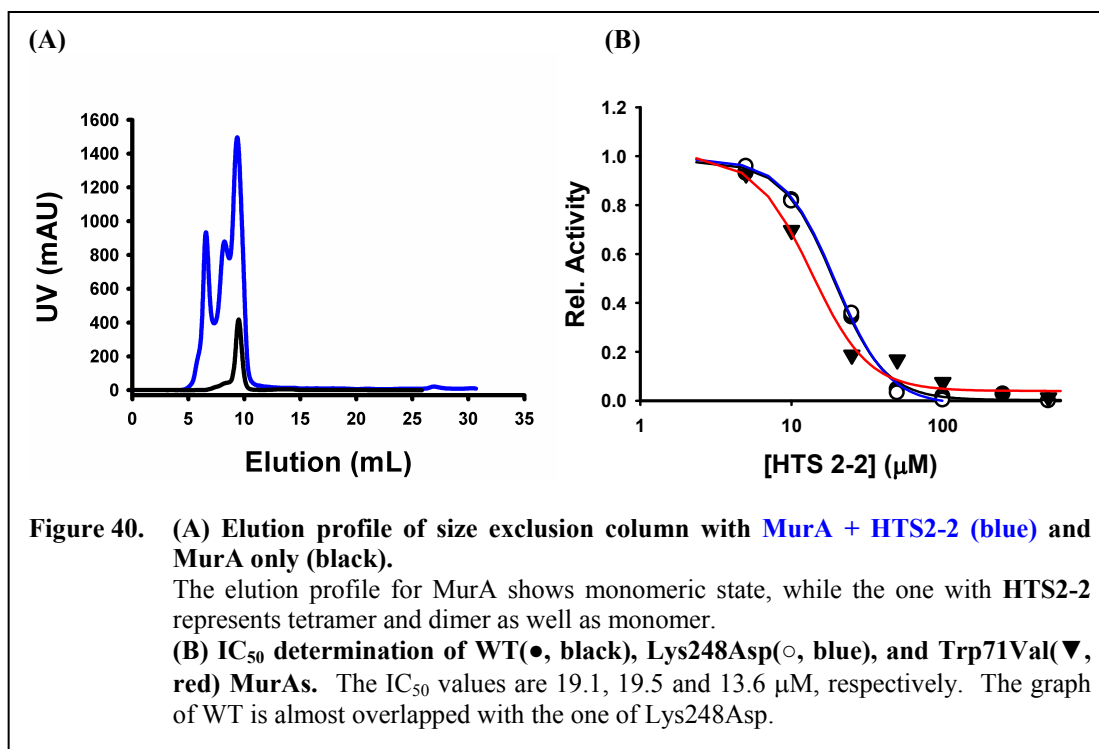 (A)
(B)
1600
1400
1200
1000
800
600
400
200
0
UV (mAU)
0 5 10 15 20 25 30 35
Elution (mL)
1.2
1.0
0.8
0.6
0.4
0.2
0.0
Rel. Activity
1 10 100
[HTS 2-2] (μM)
Figure 40. (A) Elution profile of size exclusion column with MurA + HTS2-2 (blue) and
MurA only (black).
The elution profile for MurA shows monomeric state, while the one with HTS2-2
represents tetramer and dimer as well as monomer.
(B) IC50 determination of WT(●, black), Lys248Asp(○, blue), and Trp71Val(▼,
red) MurAs. The IC50 values are 19.1, 19.5 and 13.6 μM, respectively. The graph
of WT is almost overlapped with the one of Lys248Asp.